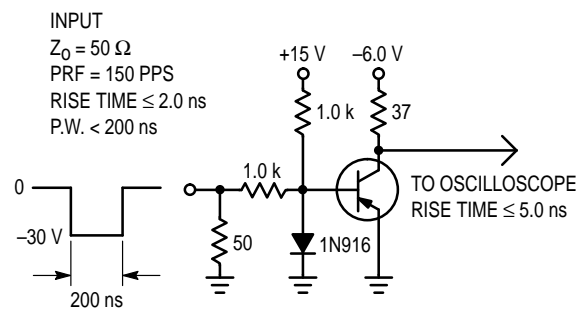 INPUT
Zo = 50 Ω
PRF = 150 PPS
RISE TIME ≤ 2.0 ns
P.W. < 200 ns
+15 V
–6.0 V
1.0 k
37
1.0 k
TO OSCILLOSCOPE
RISE TIME ≤ 5.0 ns
0
–30 V
50
1N916
200 ns